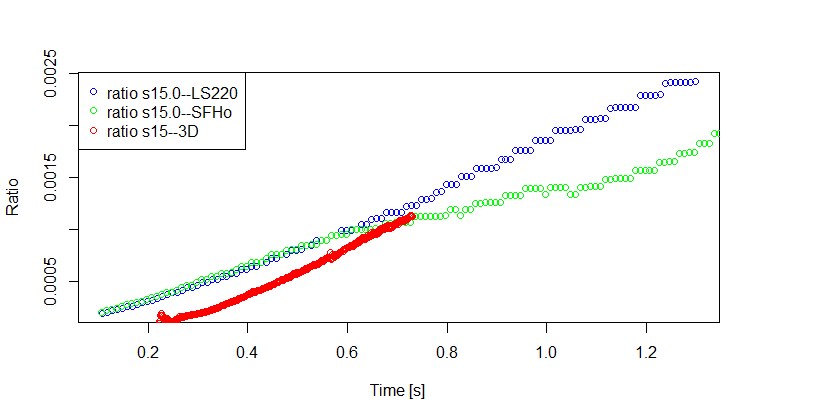 0.0025
ratio s15.0--LS220
ratio s15.0--SFHo
ratio s15--3D
0.0015
Ratio
0.0005
0.2 0.4 0.6 0.8 1.0 1.2
Time [s]